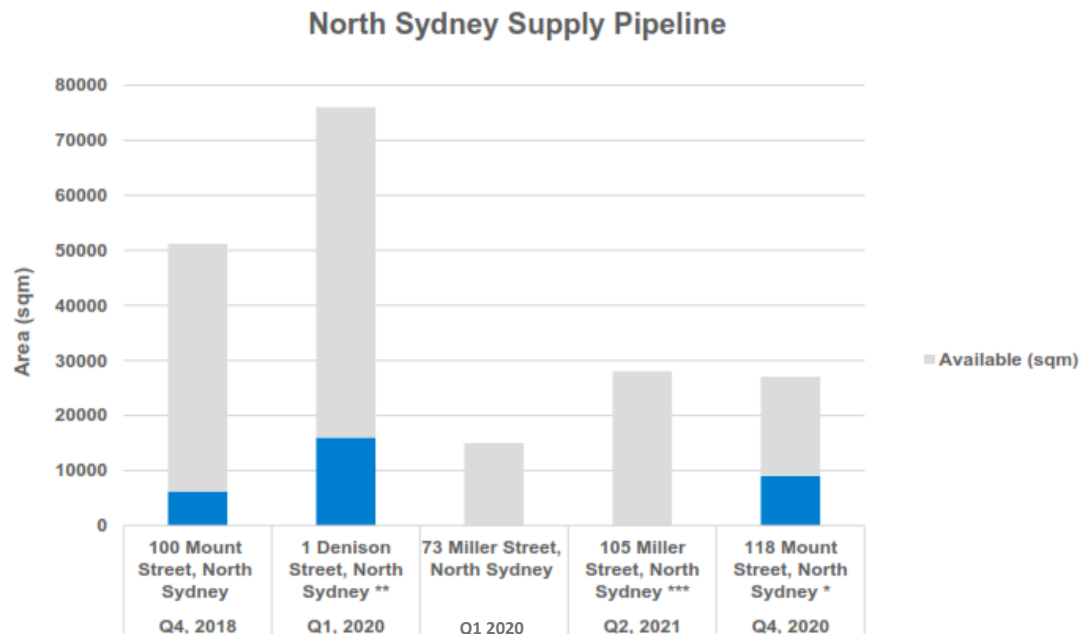 North Sydney Supply Pipeline
80000
70000
60000
50000
40000
30000
20000
10000
0
Area (sqm)
Available (sqm)
100 Mount
Street, North
Sydney
Q4, 2018
1 Denison
Street, North
Sydney **
Q1, 2020
73 Miller Street,
North Sydney
Q1 2020
105 Miller
Street, North
Sydney ***
Q2, 2021
118 Mount
Street, North
Sydney *
Q4, 2020